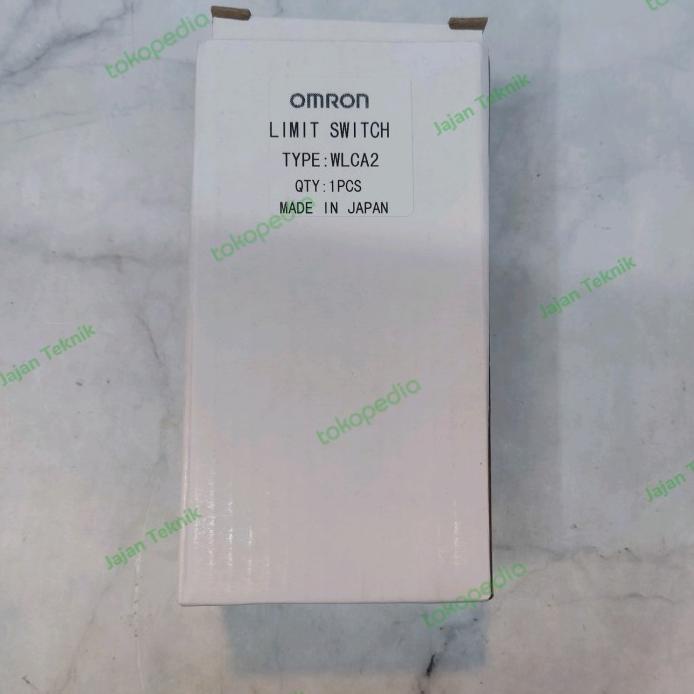 tokopedia
Jajan Teknik
OMRON
LIMIT SWITCH
TYPE:WLCA2
QTY:1PCS
MADE IN JAPAN
tokopedia
Jajan Teknik
Jajan Teknik
tokopedia
Jajan Teknik
Jajan Teknik
tokopedia